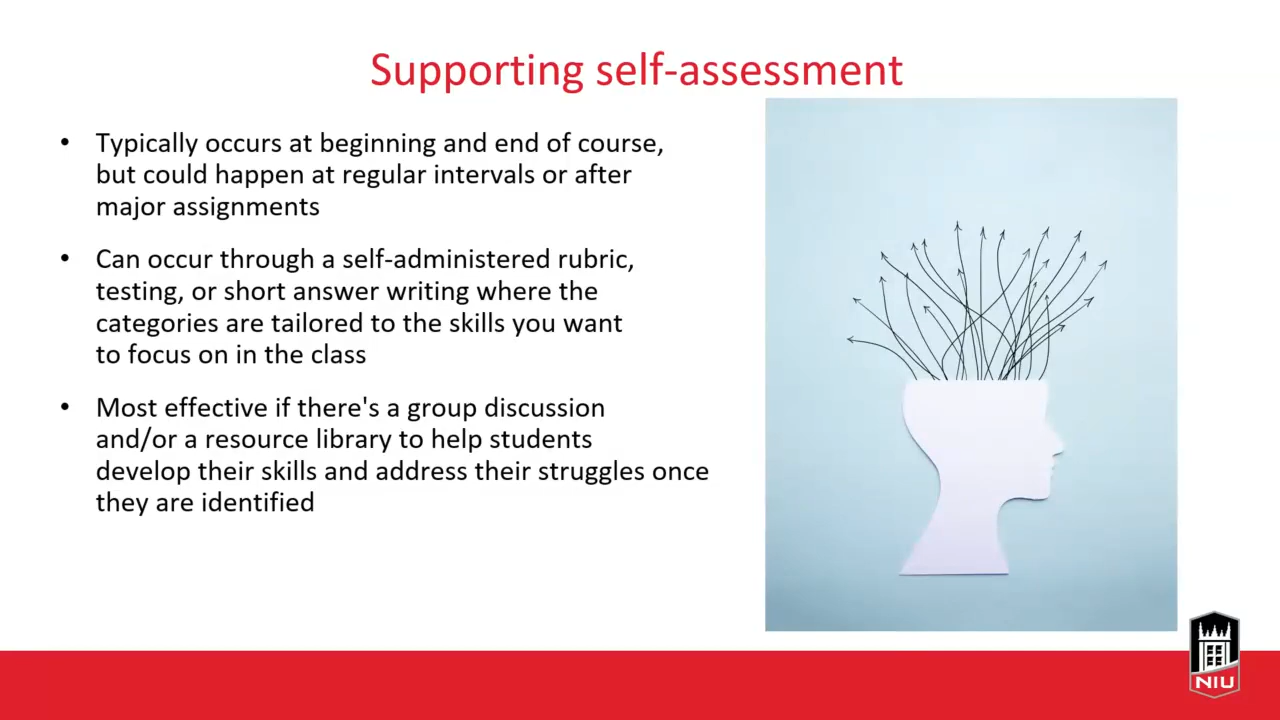 Supporting self-assessment
• Typically occurs at beginning and end of course,
but could happen at regular intervals or after
major assignments
• Can occur through a self-administered rubric,
testing, or short answer writing where the
categories are tailored to the skills you want
to focus on in the class
• Most effective if there's a group discussion
and/or a resource library to help students
develop their skills and address their struggles once
they are identified
NIU